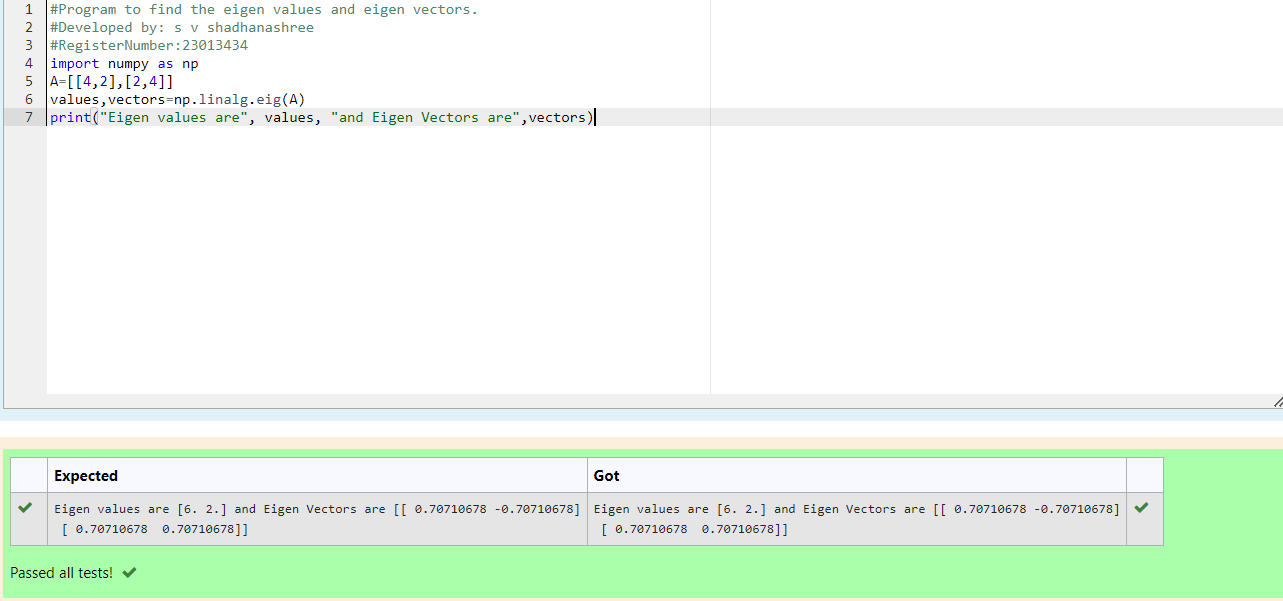 1 #Program to find the eigen values and eigen vectors.
2 #Developed by: s v shadhanashree
3 #RegisterNumber:23013434
4 import numpy as np
5 A=[[4,2],[2,4]]
6 values,vectors=np.linalg.eig(A)
7 print("Eigen values are", values, "and Eigen Vectors are",vectors)
Expected Got
Eigen values are [6. 2.] and Eigen Vectors are [[ 0.70710678 -0.70710678] Eigen values are [6. 2.] and Eigen Vectors are [[ 0.70710678 -0.70710678]
[ 0.70710678 0.70710678]] [ 0.70710678 0.70710678]]
Passed all tests!